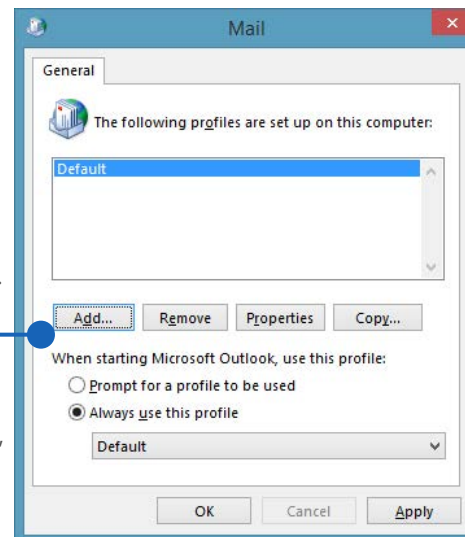 Mail
General
The following profiles are set up on this computer:
Default
Add...
Remove
Properties
Copy...
When starting Microsoft Outlook, use this profile:
Prompt for a profile to be used
Always use this profile
Default
OK
Cancel
Apply